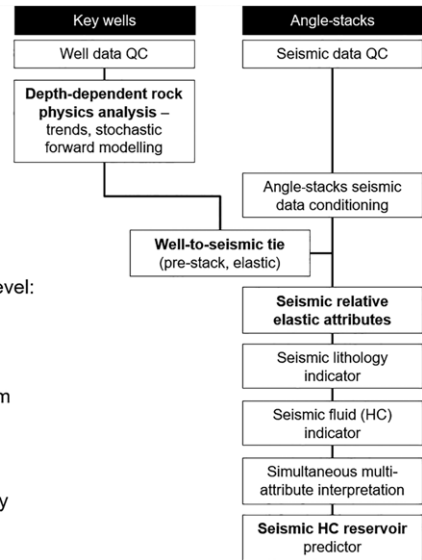 Key wells
Angle-stacks
Well data QC
Seismic data QC
Depth-dependent rock
physics analysis –
trends, stochastic
forward modelling
Angle-stacks seismic
data conditioning
Well-to-seismic tie
(pre-stack, elastic)
evel:
Seismic relative
elastic attributes
Seismic lithology
indicator
m
Seismic fluid (HC)
indicator
Simultaneous multi-
attribute interpretation
y
Seismic HC reservoir
predictor